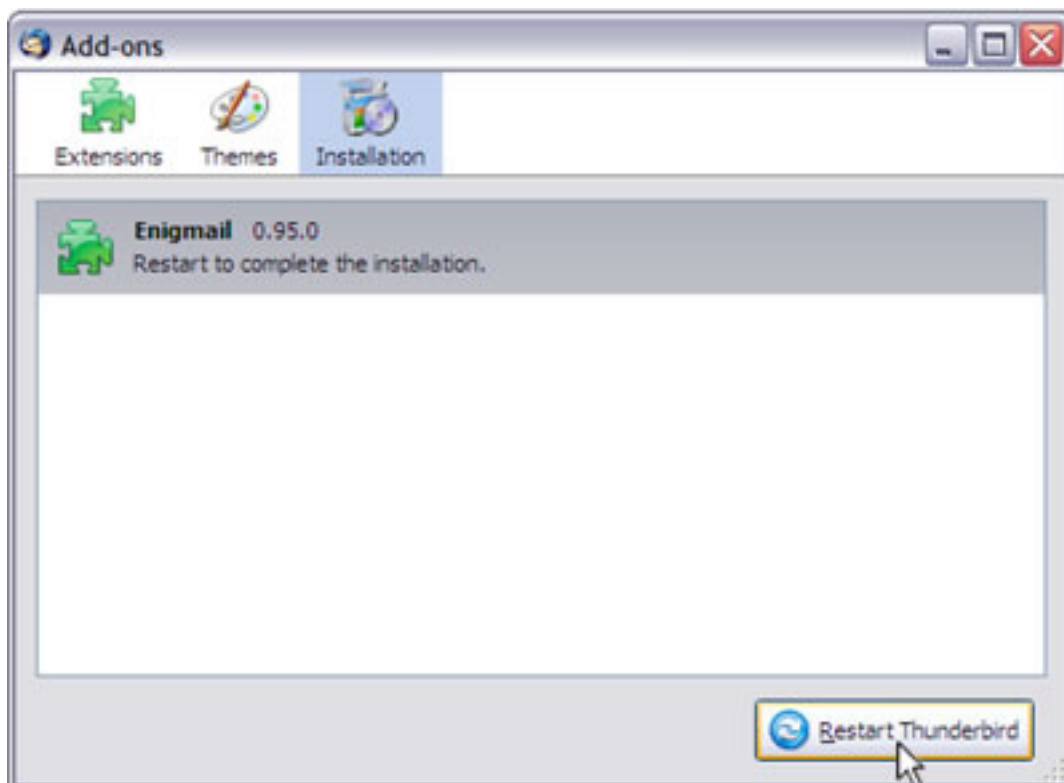 Add-ons
Extensions Themes Installation
Enigmail 0.95.0
Restart to complete the installation.
Restart Thunderbird